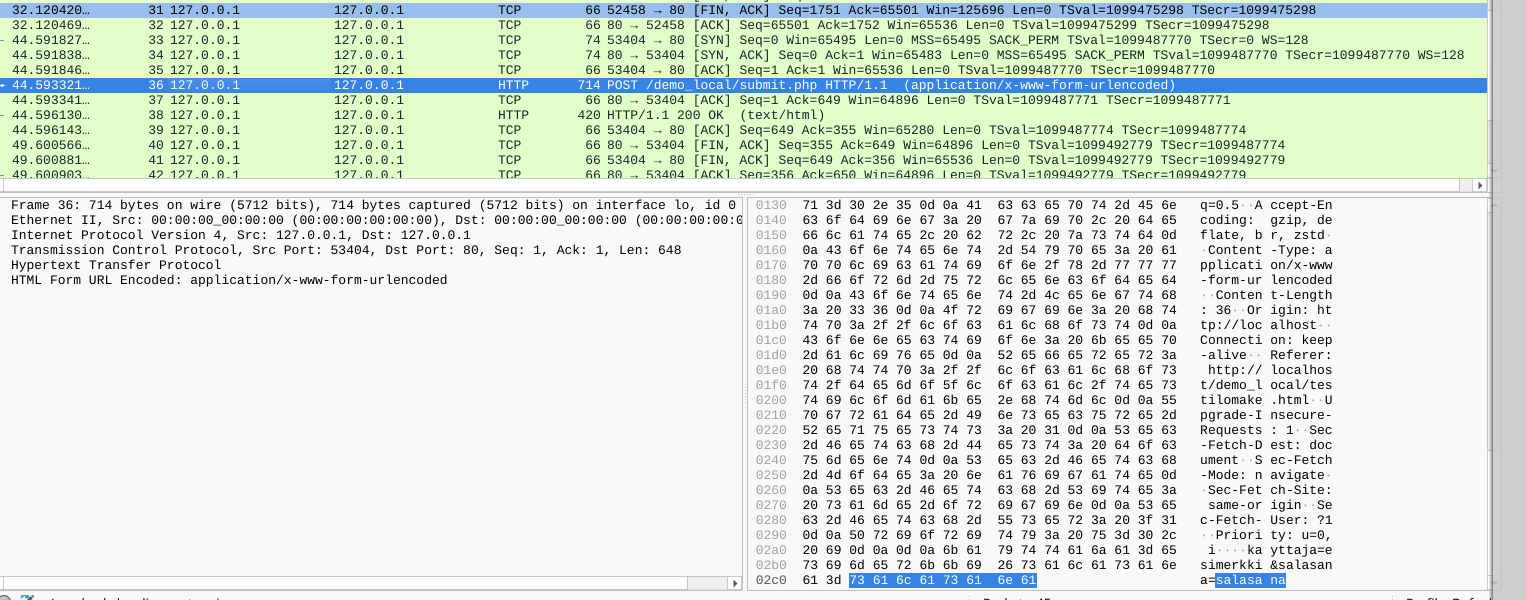 32.120420… 31 127.0.0.1 127.0.0.1 TCP 66 52458 → 80 [FIN, ACK] Seq=1751 Ack=65501 Win=125696 Len=0 TSval=1099475298 TSecr=1099475298
32.120469… 32 127.0.0.1 127.0.0.1 TCP 66 80 → 52458 [ACK] Seq=65501 Ack=1752 Win=65536 Len=0 TSval=1099475299 TSecr=1099475298
44.591827… 33 127.0.0.1 127.0.0.1 TCP 74 53404 → 80 [SYN] Seq=0 Win=65495 Len=0 MSS=65495 SACK_PERM TSval=1099487770 TSecr=0 WS=128
44.591838… 34 127.0.0.1 127.0.0.1 TCP 74 80 → 53404 [SYN, ACK] Seq=0 Ack=1 Win=65483 Len=0 MSS=65495 SACK_PERM TSval=1099487770 TSecr=1099487770 WS=128
44.591846… 35 127.0.0.1 127.0.0.1 TCP 66 53404 → 80 [ACK] Seq=1 Ack=1 Win=65536 Len=0 TSval=1099487770 TSecr=1099487770
44.593321… 36 127.0.0.1 127.0.0.1 HTTP 714 POST /demo_local/submit.php HTTP/1.1  (application/x-www-form-urlencoded)
44.593341… 37 127.0.0.1 127.0.0.1 TCP 66 80 → 53404 [ACK] Seq=1 Ack=649 Win=64896 Len=0 TSval=1099487771 TSecr=1099487771
44.596130… 38 127.0.0.1 127.0.0.1 HTTP 420 HTTP/1.1 200 OK  (text/html)
44.596143… 39 127.0.0.1 127.0.0.1 TCP 66 53404 → 80 [ACK] Seq=649 Ack=355 Win=65280 Len=0 TSval=1099487774 TSecr=1099487774
49.600566… 40 127.0.0.1 127.0.0.1 TCP 66 80 → 53404 [FIN, ACK] Seq=355 Ack=649 Win=64896 Len=0 TSval=1099492779 TSecr=1099487774
49.600881… 41 127.0.0.1 127.0.0.1 TCP 66 53404 → 80 [FIN, ACK] Seq=649 Ack=356 Win=65536 Len=0 TSval=1099492779 TSecr=1099492779
49.600903… 42 127.0.0.1 127.0.0.1 TCP 66 80 → 53404 [ACK] Seq=356 Ack=650 Win=64896 Len=0 TSval=1099492779 TSecr=1099492779
Frame 36: 714 bytes on wire (5712 bits), 714 bytes captured (5712 bits) on interface lo, id 0
Ethernet II, Src: 00:00:00_00:00:00 (00:00:00:00:00:00), Dst: 00:00:00_00:00:00 (00:00:00:0
Internet Protocol Version 4, Src: 127.0.0.1, Dst: 127.0.0.1
Transmission Control Protocol, Src Port: 53404, Dst Port: 80, Seq: 1, Ack: 1, Len: 648
Hypertext Transfer Protocol
HTML Form URL Encoded: application/x-www-form-urlencoded
0130 71 3d 30 2e 35 0d 0a 41 63 63 65 70 74 2d 45 6e q=0.5··A ccept-En
0140 63 6f 64 69 6e 67 3a 20 67 7a 69 70 2c 20 64 65 coding: gzip, de
0150 66 6c 61 74 65 2c 20 62 72 2c 20 7a 73 74 64 0d flate, b r, zstd·
0160 0a 43 6f 6e 74 65 6e 74 2d 54 79 70 65 3a 20 61 ·Content -Type: a
0170 70 70 6c 69 63 61 74 69 6f 6e 2f 78 2d 77 77 77 pplicati on/x-www
0180 2d 66 6f 72 6d 2d 75 72 6c 65 6e 63 6f 64 65 64 -form-ur lencoded
0190 0d 0a 43 6f 6e 74 65 6e 74 2d 4c 65 6e 67 74 68 ··Conten t-Length
01a0 3a 20 33 36 0d 0a 4f 72 69 67 69 6e 3a 20 68 74 : 36··Or igin: ht
01b0 74 70 3a 2f 2f 6c 6f 63 61 6c 68 6f 73 74 0d 0a tp://loc alhost··
01c0 43 6f 6e 6e 65 63 74 69 6f 6e 3a 20 6b 65 65 70 Connecti on: keep
01d0 2d 61 6c 69 76 65 0d 0a 52 65 66 65 72 65 72 3a -alive·· Referer:
01e0 20 68 74 74 70 3a 2f 2f 6c 6f 63 61 6c 68 6f 73 http:// localhos
01f0 74 2f 64 65 6d 6f 5f 6c 6f 63 61 6c 2f 74 65 73 t/demo_l ocal/tes
0200 74 69 6c 6f 6d 61 6b 65 2e 68 74 6d 6c 0d 0a 55 tilomake .html··U
0210 70 67 72 61 64 65 2d 49 6e 73 65 63 75 72 65 2d pgrade-I nsecure-
0220 52 65 71 75 65 73 74 73 3a 20 31 0d 0a 53 65 63 Requests : 1··Sec
0230 2d 46 65 74 63 68 2d 44 65 73 74 3a 20 64 6f 63 -Fetch-D est: doc
0240 75 6d 65 6e 74 0d 0a 53 65 63 2d 46 65 74 63 68 ument··S ec-Fetch
0250 2d 4d 6f 64 65 3a 20 6e 61 76 69 67 61 74 65 0d -Mode: n avigate·
0260 0a 53 65 63 2d 46 65 74 63 68 2d 53 69 74 65 3a ·Sec-Fet ch-Site:
0270 20 73 61 6d 65 2d 6f 72 69 67 69 6e 0d 0a 53 65 same-or igin··Se
0280 63 2d 46 65 74 63 68 2d 55 73 65 72 3a 20 3f 31 c-Fetch- User: ?1
0290 0d 0a 50 72 69 6f 72 69 74 79 3a 20 75 3d 30 2c ··Priori ty: u=0,
02a0 20 69 0d 0a 0d 0a 6b 61 79 74 74 61 6a 61 3d 65 i····ka yttaja=e
02b0 73 69 6d 65 72 6b 6b 69 26 73 61 6c 61 73 61 6e simerkki &salasan
02c0 61 3d 73 61 6c 61 73 61 6e 61 a=salasa na